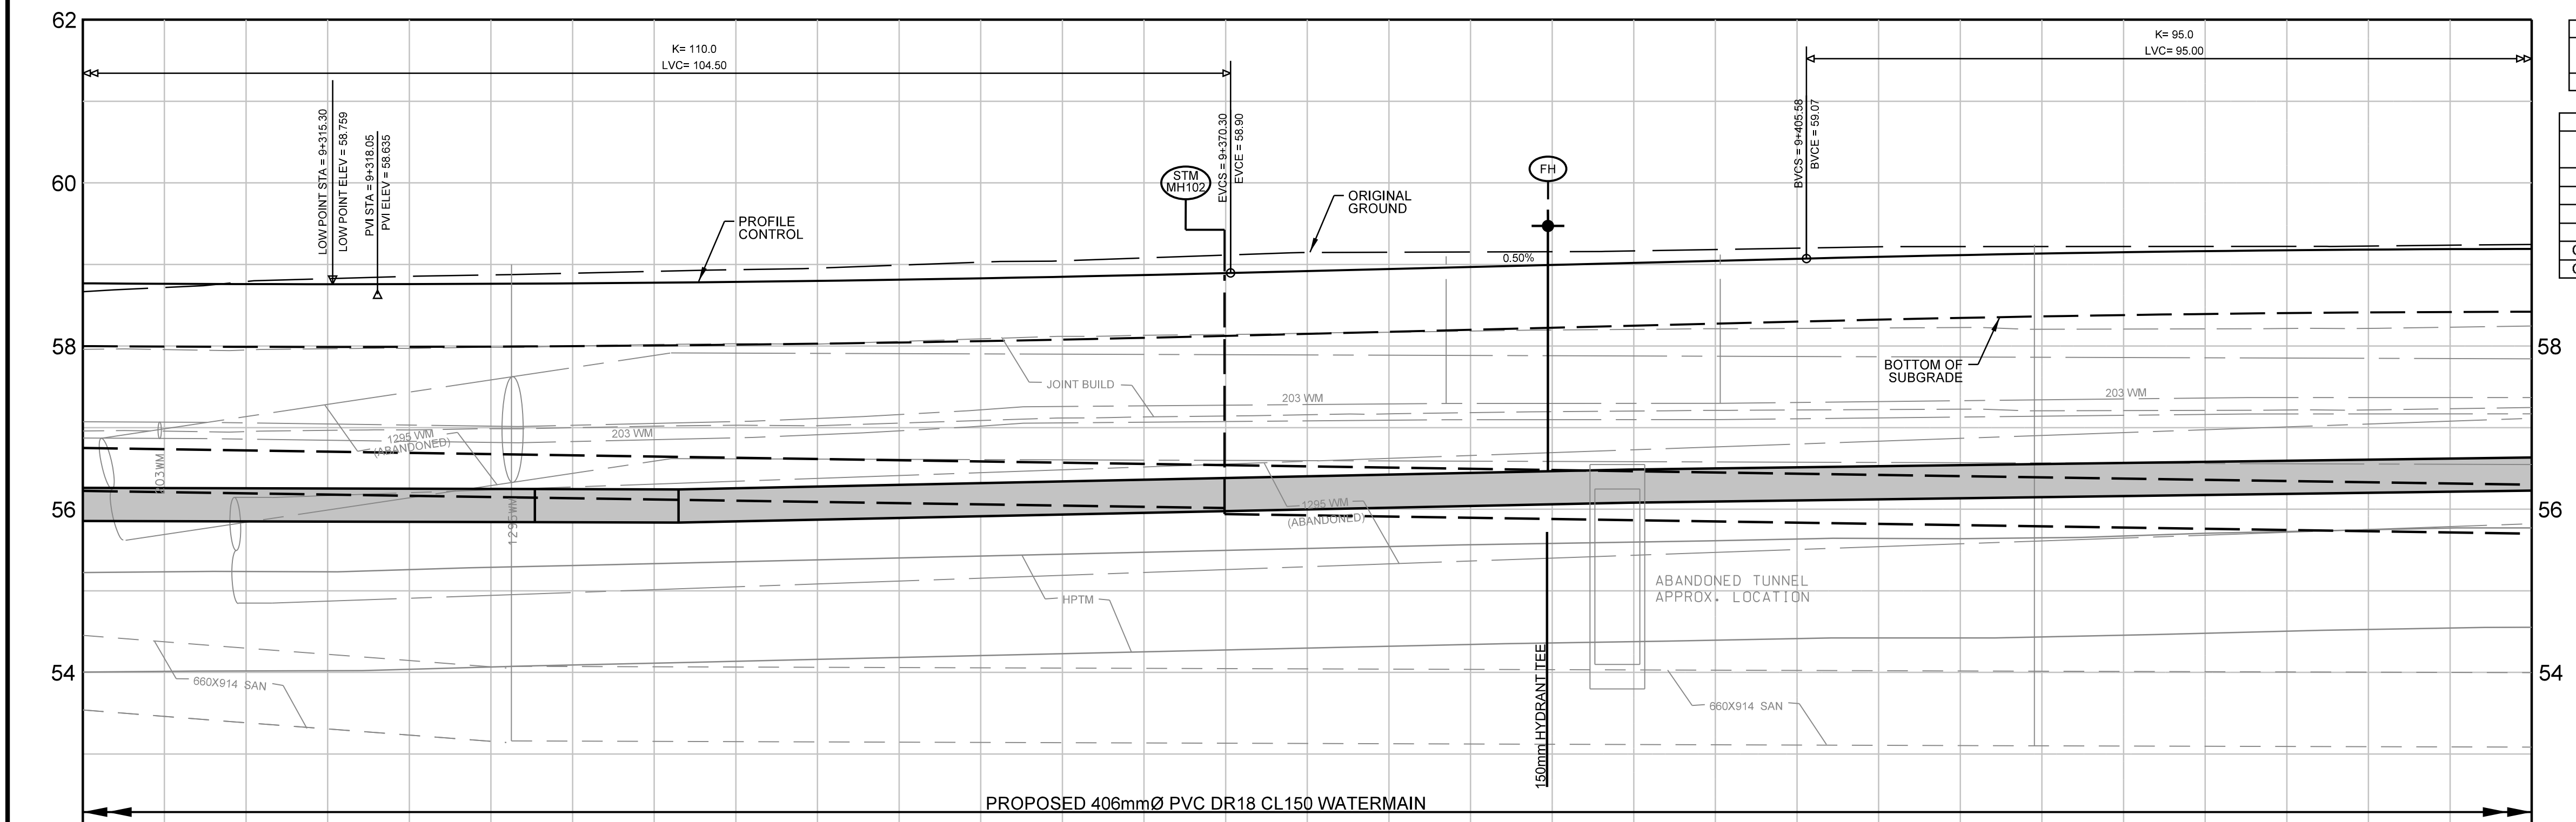 62
60
58
56
54
58
56
54
K= 110.0
LVC= 104.50
K= 95.0
LVC= 95.00
LOW POINT STA = 9+315.30
LOW POINT ELEV = 58.759
PVI STA = 9+318.05
PVI ELEV = 58.635
PROFILE
CONTROL
STM
MH102
EVCS = 9+370.30
EVCE = 58.90
ORIGINAL
GROUND
FH
0.50%
BVCS = 9+405.58
BVCE = 59.07
BOTTOM OF
SUBGRADE
JOINT BUILD
203 WM
203 WM
203 WM
1295 WM
(ABANDONED)
1295WM
1295 WM
(ABANDONED)
HPTM
ABANDONED TUNNEL
APPROX. LOCATION
660X914 SAN
660X914 SAN
150mm HYDRANT TEE
PROPOSED 406mmØ PVC DR18 CL150 WATERMAIN